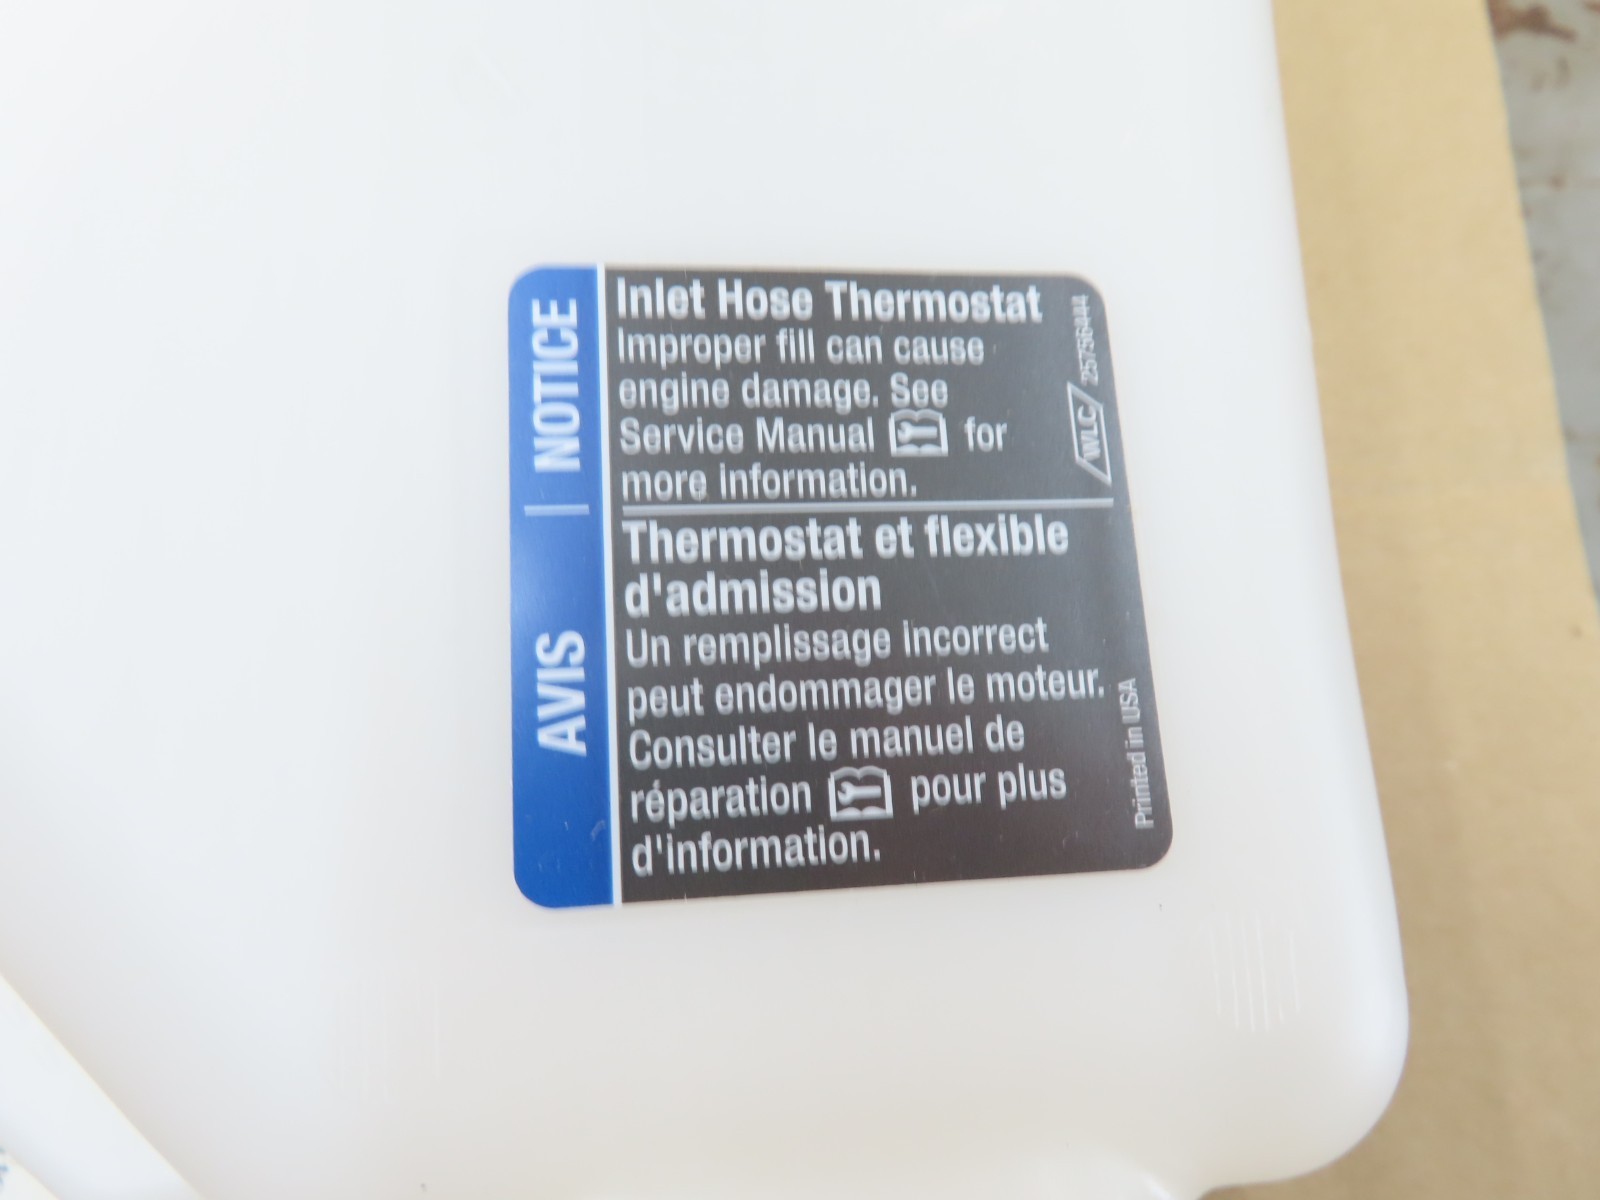 NOTICE
Inlet Hose Thermostat
Improper fill can cause
engine damage. See
Service Manual for
more information.
WLC 25756444
AVIS
Thermostat et flexible
d'admission
Un remplissage incorrect
peut endommager le moteur.
Consulter le manuel de
réparation pour plus
d'information.
Printed in USA